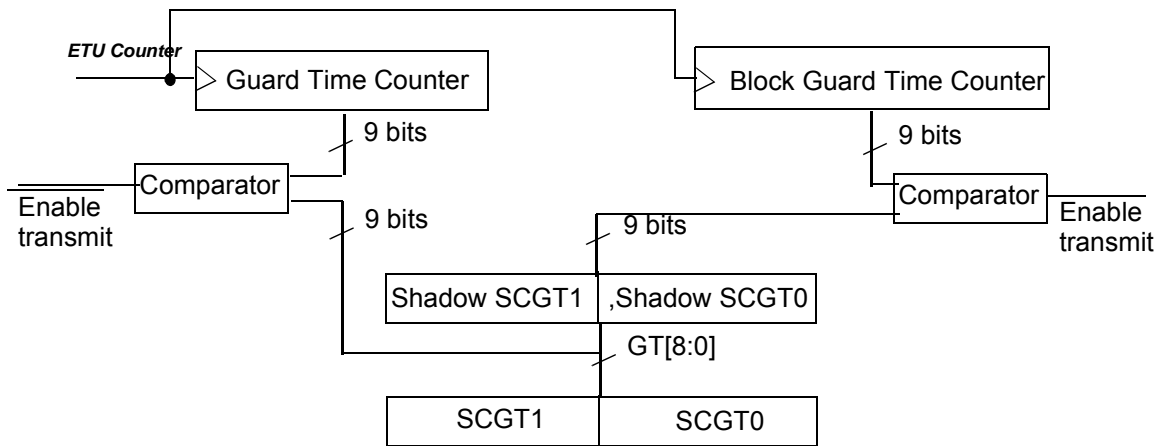 ETU Counter
Guard Time Counter
Block Guard Time Counter
9 bits
9 bits
Comparator
Comparator
Enable
transmit
9 bits
9 bits
Enable
transmit
Shadow SCGT1
,Shadow SCGT0
GT[8:0]
SCGT1
SCGT0